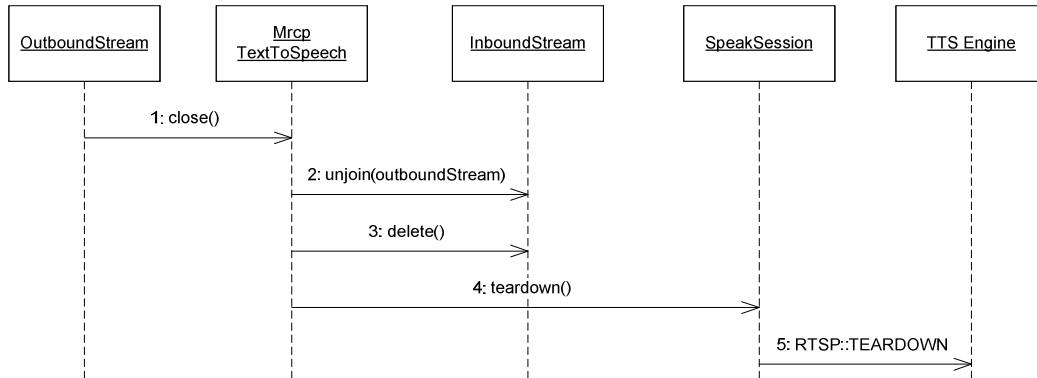 OutboundStream
Mrcp
TextToSpeech
InboundStream
SpeakSession
TTS Engine
1: close()
2: unjoin(outboundStream)
3: delete()
4: teardown()
5: RTSP::TEARDOWN